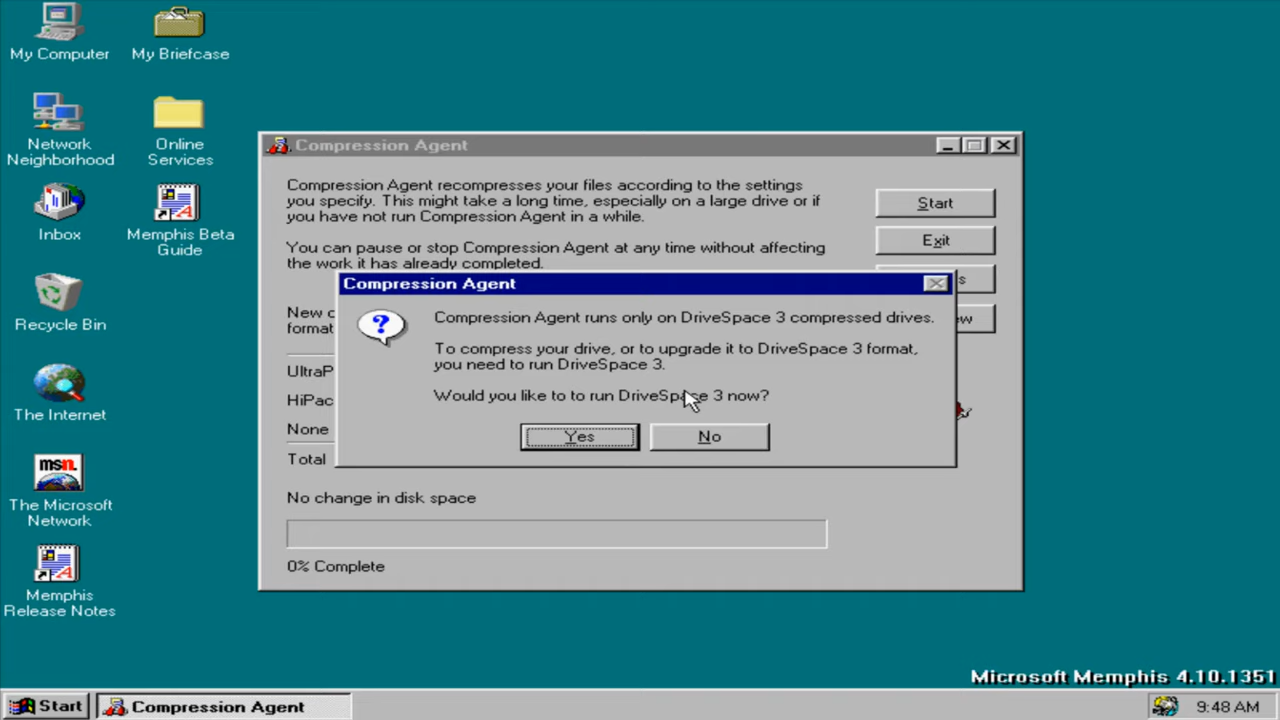 My Computer
My Briefcase
Network
Neighborhood
Online
Services
Inbox
Memphis Beta
Guide
Recycle Bin
The Internet
msn.
The Microsoft
Network
Memphis
Release Notes
Compression Agent
Compression Agent recompresses your files according to the settings
you specify. This might take a long time, especially on a large drive or if
you have not run Compression Agent in a while.
You can pause or stop Compression Agent at any time without affecting
the work it has already completed.
Start
Exit
Compression Agent
Compression Agent runs only on DriveSpace 3 compressed drives.
To compress your drive, or to upgrade it to DriveSpace 3 format,
you need to run DriveSpace 3.
Would you like to to run DriveSpace 3 now?
Yes
No
New
format
UltraP
HiPac
None
Total
No change in disk space
0% Complete
Microsoft Memphis 4.10.1351
Start
Compression Agent
9:48 AM